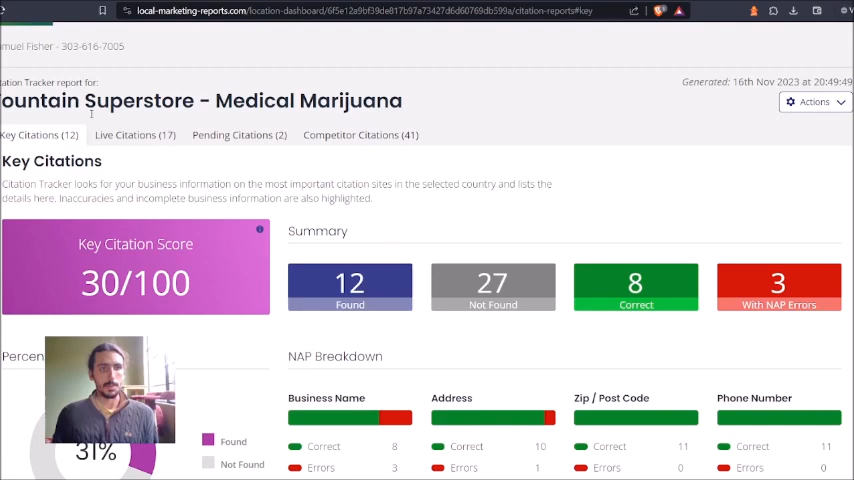 local-marketing-reports.com/location-dashboard/6f5e12a9bf39de817b97a73427d6d60769db599a/citation-reports#key
muel Fisher - 303-616-7005
tation Tracker report for:
ountain Superstore - Medical Marijuana
Generated: 16th Nov 2023 at 20:49:49
Actions
Key Citations (12) Live Citations (17) Pending Citations (2) Competitor Citations (41)
Key Citations
Citation Tracker looks for your business information on the most important citation sites in the selected country and lists the
details here. Inaccuracies and incomplete business information are also highlighted.
Key Citation Score
30/100
Summary
12 27 8 3
Found Not Found Correct With NAP Errors
Percen
NAP Breakdown
Business Name Address Zip / Post Code Phone Number
31%
Found
Not Found
Correct 8 Correct 10 Correct 11 Correct 11
Errors 3 Errors 1 Errors 0 Errors 0